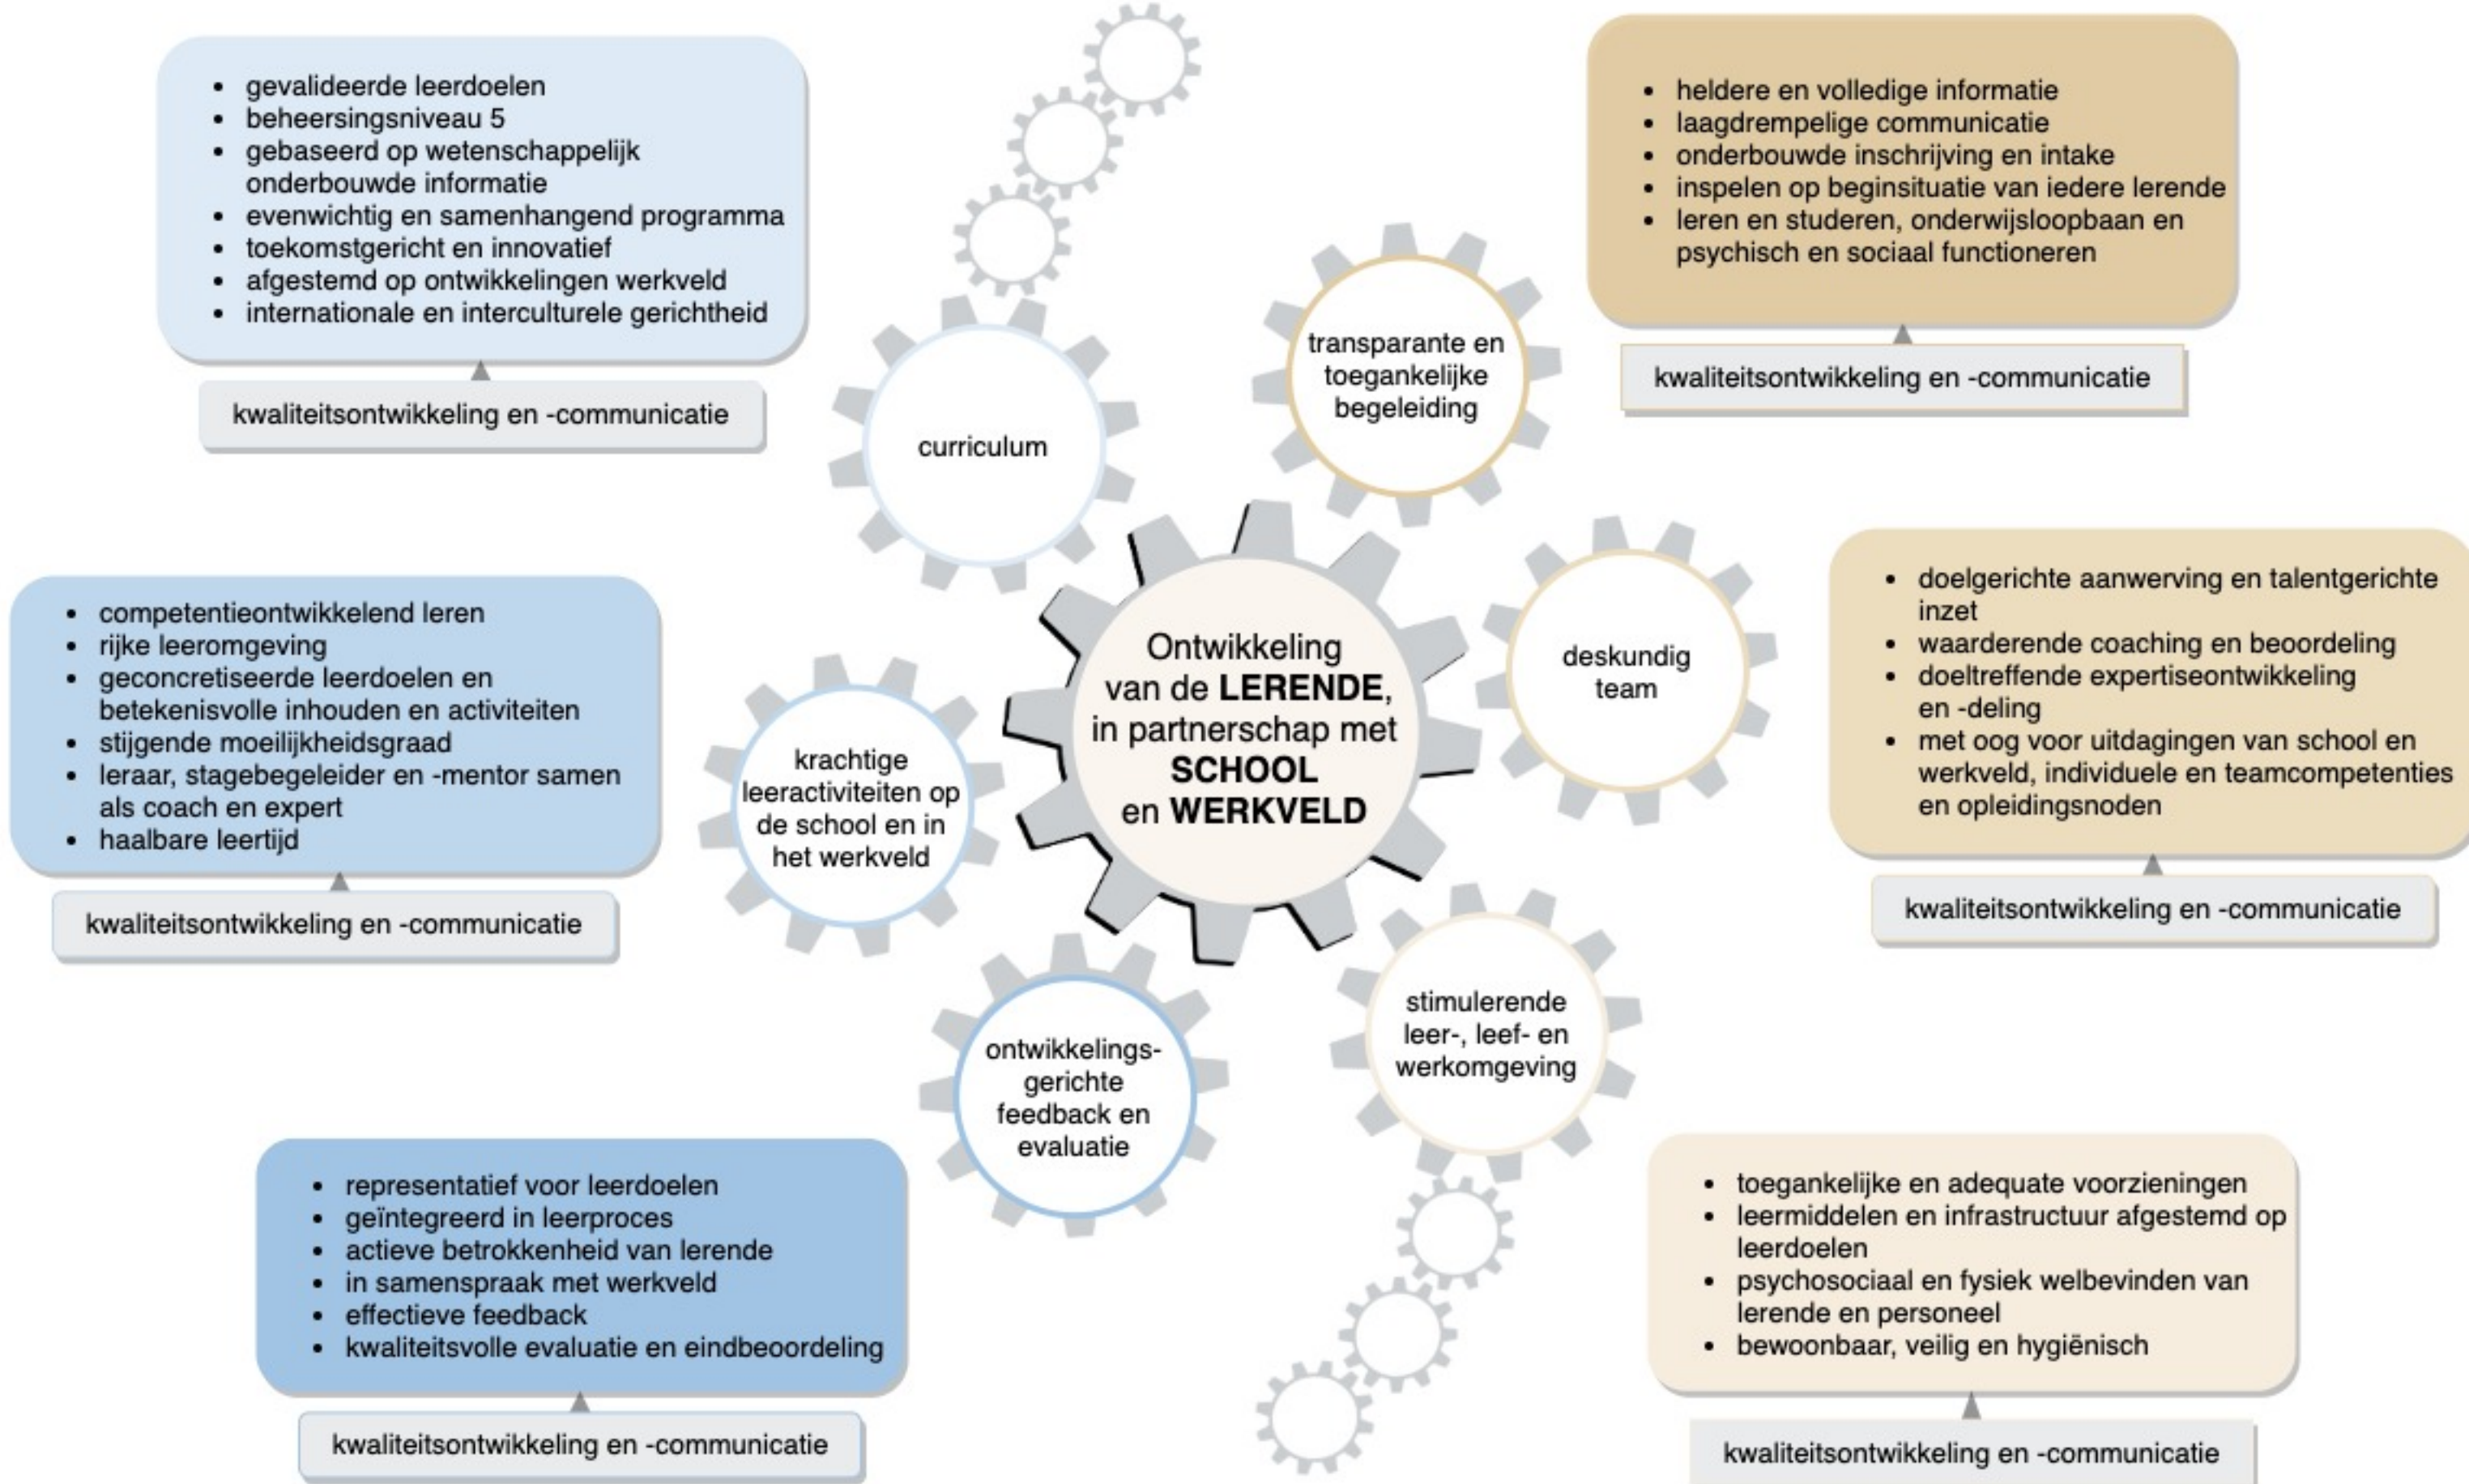 • gevalideerde leerdoelen
• beheersingsniveau 5
• gebaseerd op wetenschappelijk
onderbouwde informatie
• evenwichtig en samenhangend programma
• toekomstgericht en innovatief
• afgestemd op ontwikkelingen werkveld
• internationale en interculturele gerichtheid
kwaliteitsontwikkeling en -communicatie
curriculum
• heldere en volledige informatie
• laagdrempelige communicatie
• onderbouwde inschrijving en intake
• inspelen op beginsituatie van iedere lerende
• leren en studeren, onderwijsloopbaan en
psychisch en sociaal functioneren
kwaliteitsontwikkeling en -communicatie
transparante en
toegankelijke
begeleiding
• competentieontwikkelend leren
• rijke leeromgeving
• geconcretiseerde leerdoelen en
betekenisvolle inhouden en activiteiten
• stijgende moeilijkheidsgraad
• leraar, stagebegeleider en -mentor samen
als coach en expert
• haalbare leertijd
kwaliteitsontwikkeling en -communicatie
krachtige
leeractiviteiten op
de school en in
het werkveld
Ontwikkeling
van de LERENDE,
in partnerschap met
SCHOOL
en WERKVELD
deskundig
team
• doelgerichte aanwerving en talentgerichte
inzet
• waarderende coaching en beoordeling
• doeltreffende expertiseontwikkeling
en -deling
• met oog voor uitdagingen van school en
werkveld, individuele en teamcompetenties
en opleidingsnoden
kwaliteitsontwikkeling en -communicatie
ontwikkelings-
gerichte
feedback en
evaluatie
• representatief voor leerdoelen
• geïntegreerd in leerproces
• actieve betrokkenheid van lerende
• in samenspraak met werkveld
• effectieve feedback
• kwaliteitsvolle evaluatie en eindbeoordeling
kwaliteitsontwikkeling en -communicatie
stimulerende
leer-, leef- en
werkomgeving
• toegankelijke en adequate voorzieningen
• leermiddelen en infrastructuur afgestemd op
leerdoelen
• psychosociaal en fysiek welbevinden van
lerende en personeel
• bewoonbaar, veilig en hygiënisch
kwaliteitsontwikkeling en -communicatie